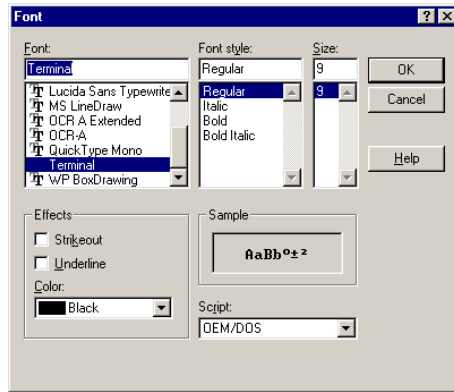 Font
Font:
Terminal
Lucida Sans Typewrite
MS LineDraw
OCR A Extended
OCR-A
QuickType Mono
Terminal
WP BoxDrawing
Font style:
Regular
Regular
Italic
Bold
Bold Italic
Size:
9
9
OK
Cancel
Help
Effects
Strikeout
Underline
Color:
Black
Sample
AaBbº±²
Script:
OEM/DOS